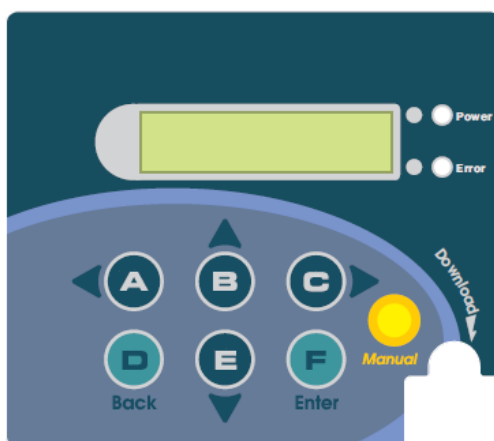 Power
Error
Download
A B C
Manual
D E F
Back Enter